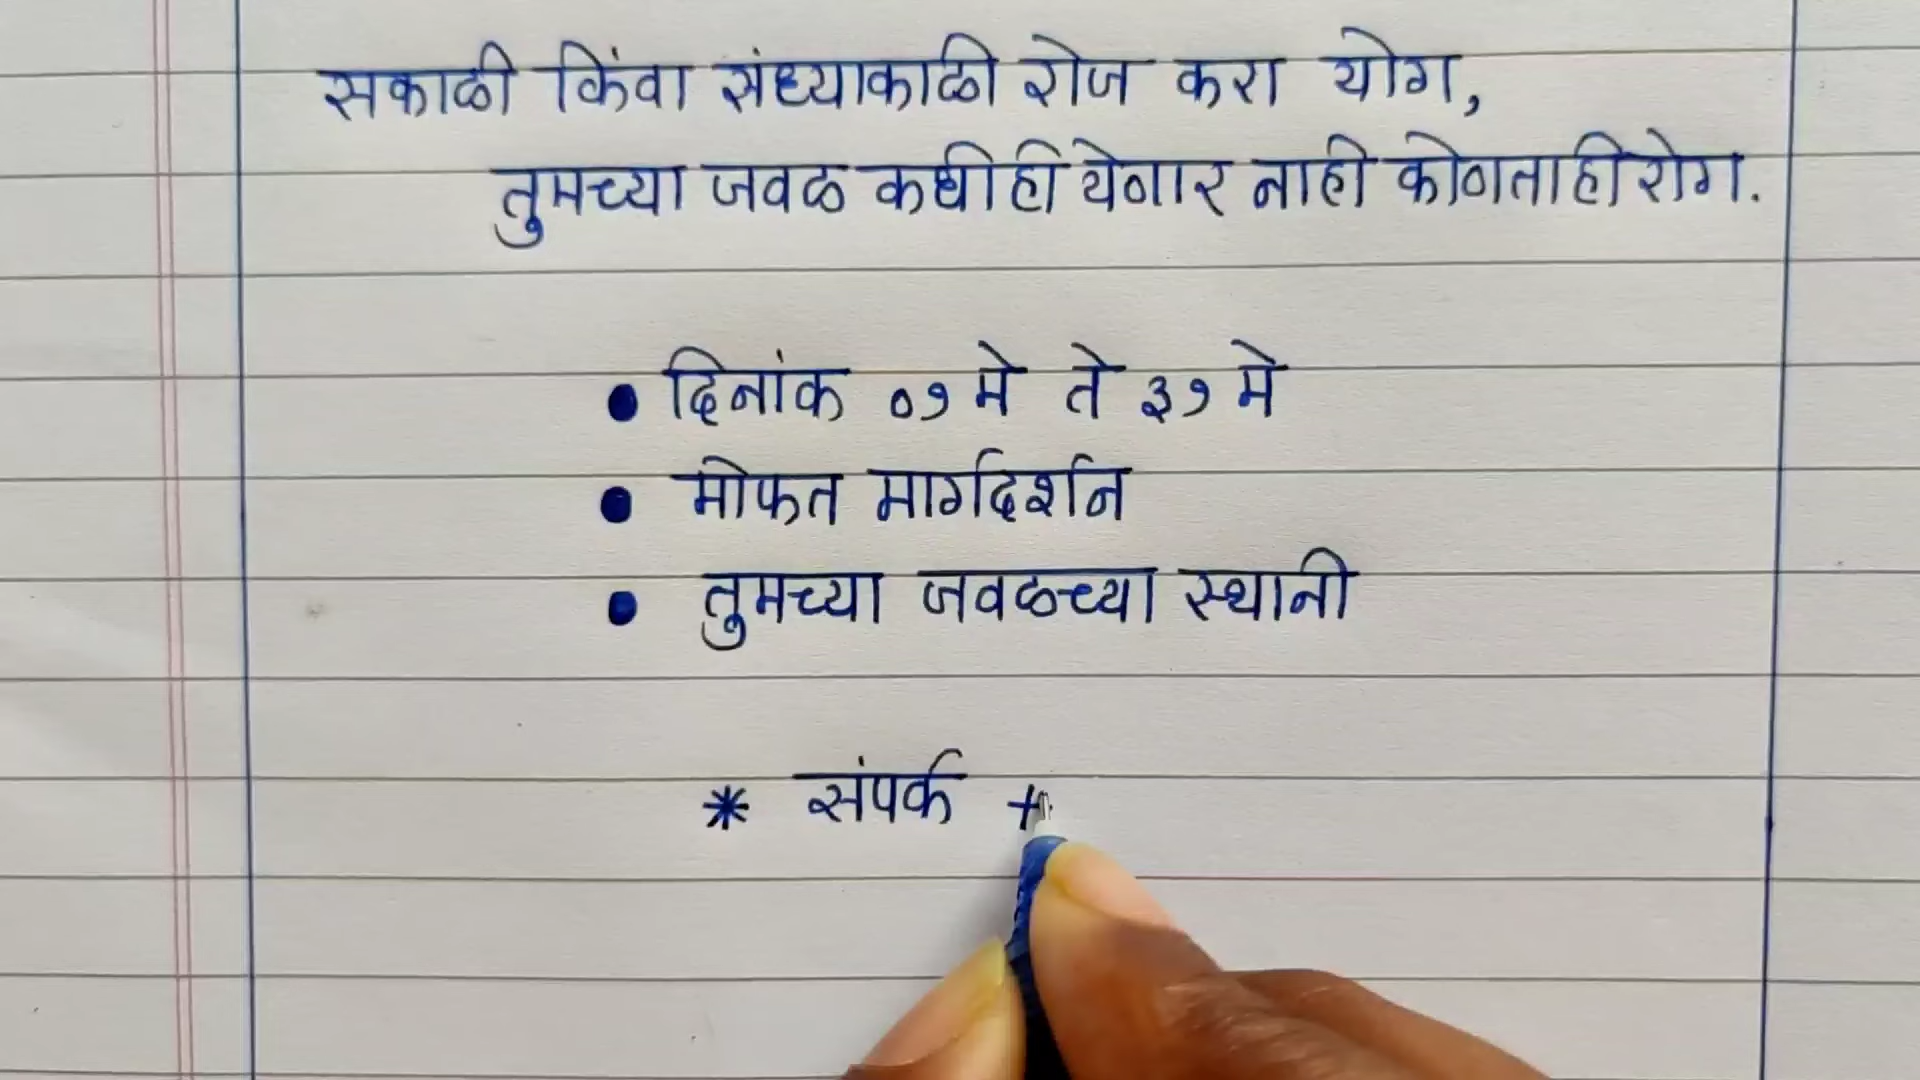 सकाळी किंवा संध्याकाळी रोज करा योग,
तुमच्या जवळ कधीही येणार नाही कोणताही रोग.
• दिनांक ०१ मे ते ३१ मे
• मोफत मार्गदर्शन
• तुमच्या जवळच्या स्थानी
* संपर्क +